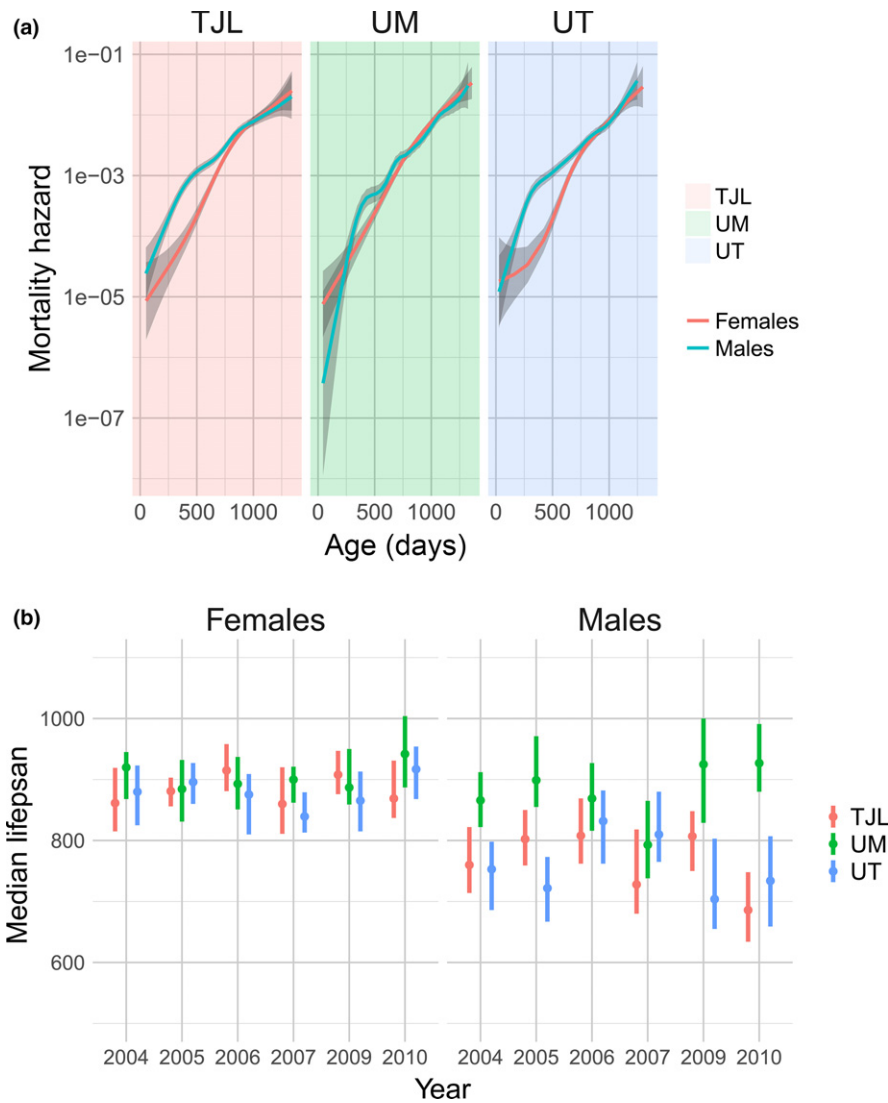 (a)
TJL UM UT
1e−01
1e−03
1e−05
1e−07
Mortality hazard
0 500 1000 0 500 1000 0 500 1000
Age (days)
TJL
UM
UT
Females
Males
(b)
Females Males
1000
800
600
Median lifepsan
2004 2005 2006 2007 2009 2010 2004 2005 2006 2007 2009 2010
Year
TJL
UM
UT